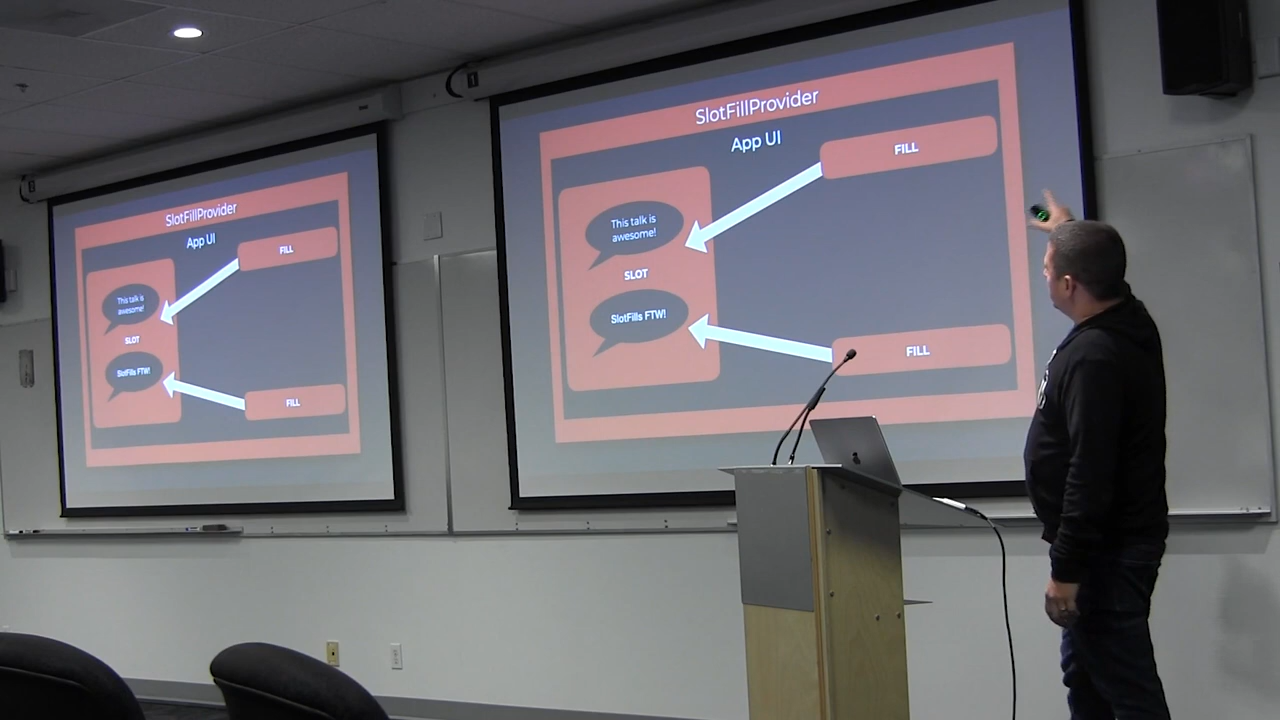 SlotFillProvider
App UI
FILL
This talk is
awesome!
SLOT
SlotFills FTW!
FILL
SlotFillProvider
App UI
FILL
This talk is
awesome!
SLOT
SlotFills FTW!
FILL